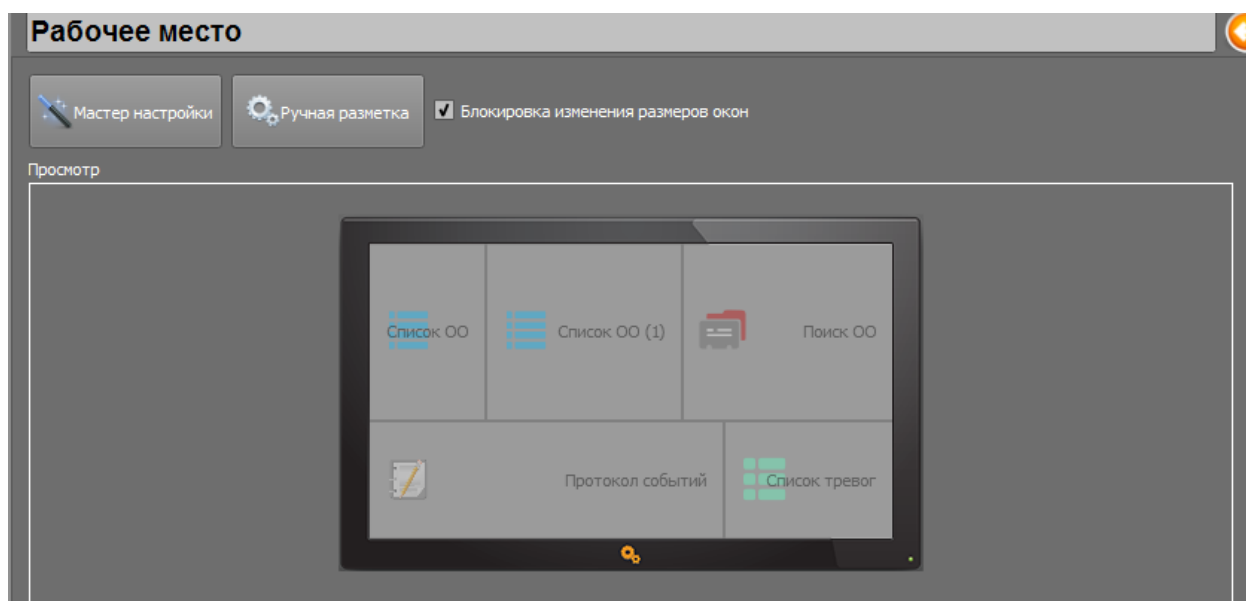 Рабочее место
Мастер настройки Ручная разметка Блокировка изменения размеров окон
Просмотр
Список ОО Список ОО (1) Поиск ОО
Протокол событий Список тревог